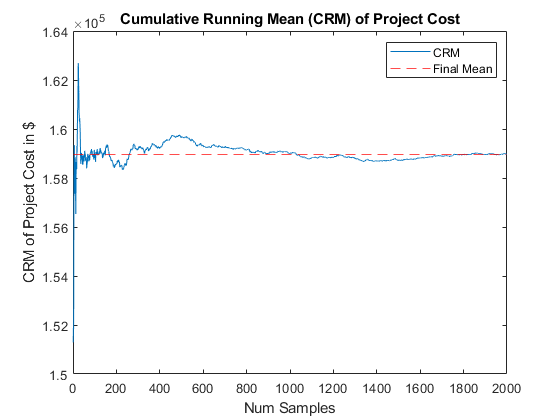 Cumulative Running Mean (CRM) of Project Cost
×10⁵
1.64
1.62
1.6
1.58
1.56
1.54
1.52
1.5
CRM of Project Cost in $
CRM
Final Mean
0 200 400 600 800 1000 1200 1400 1600 1800 2000
Num Samples